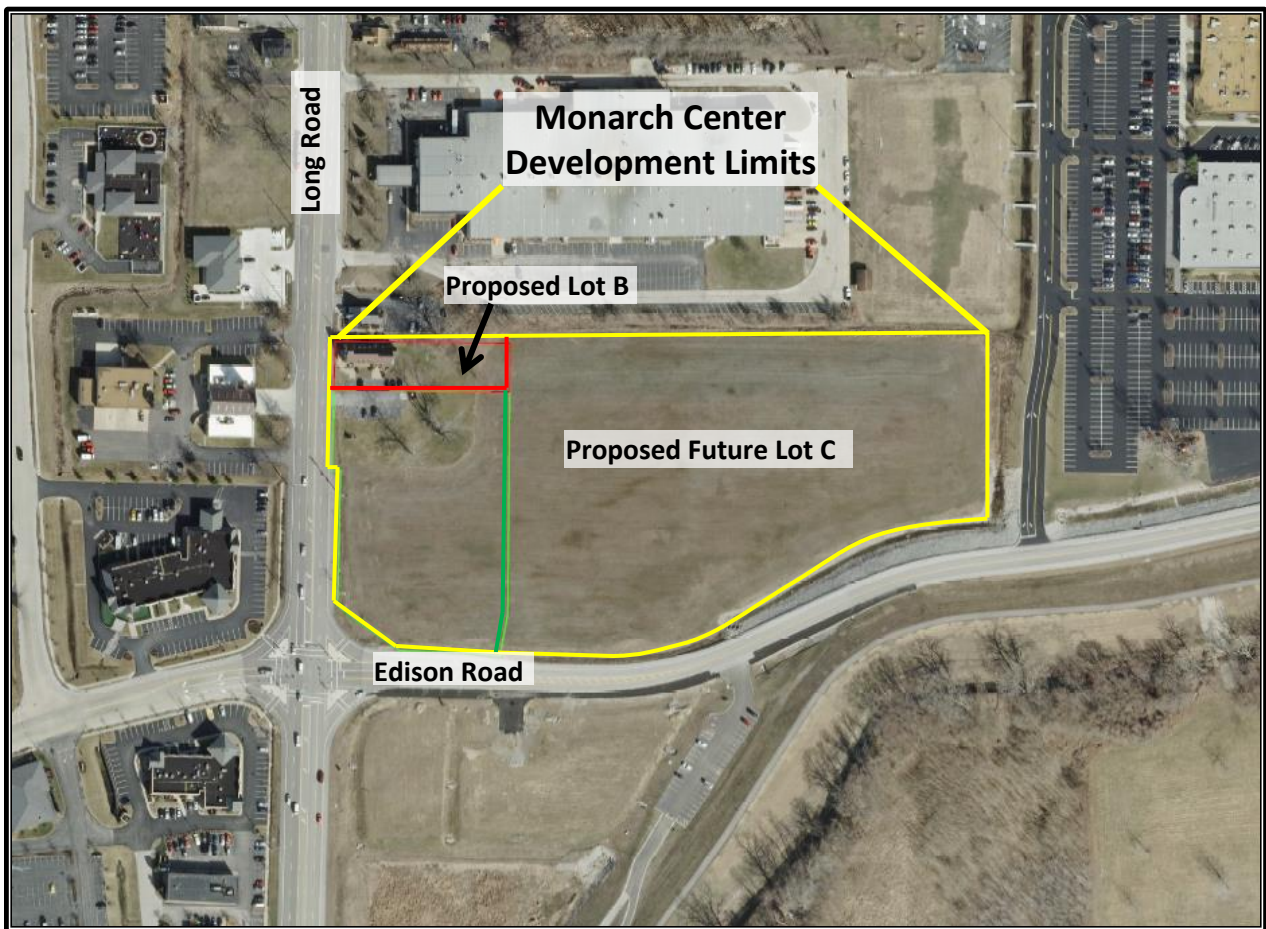 Long Road
Monarch Center
Development Limits
Proposed Lot B
Proposed Future Lot C
Edison Road